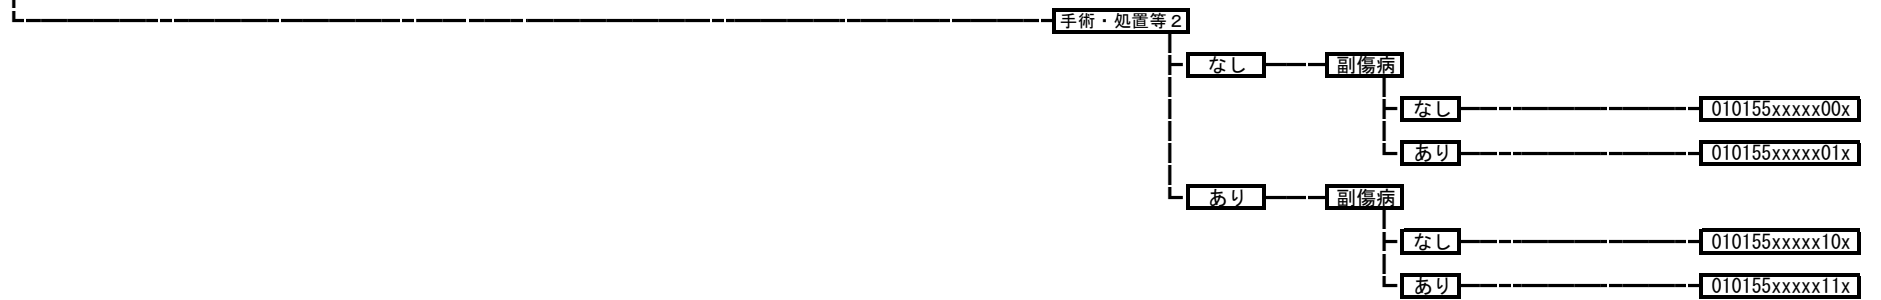 手術・処置等２
なし 副傷病
なし 010155xxxxx00x
あり 010155xxxxx01x
あり 副傷病
なし 010155xxxxx10x
あり 010155xxxxx11x